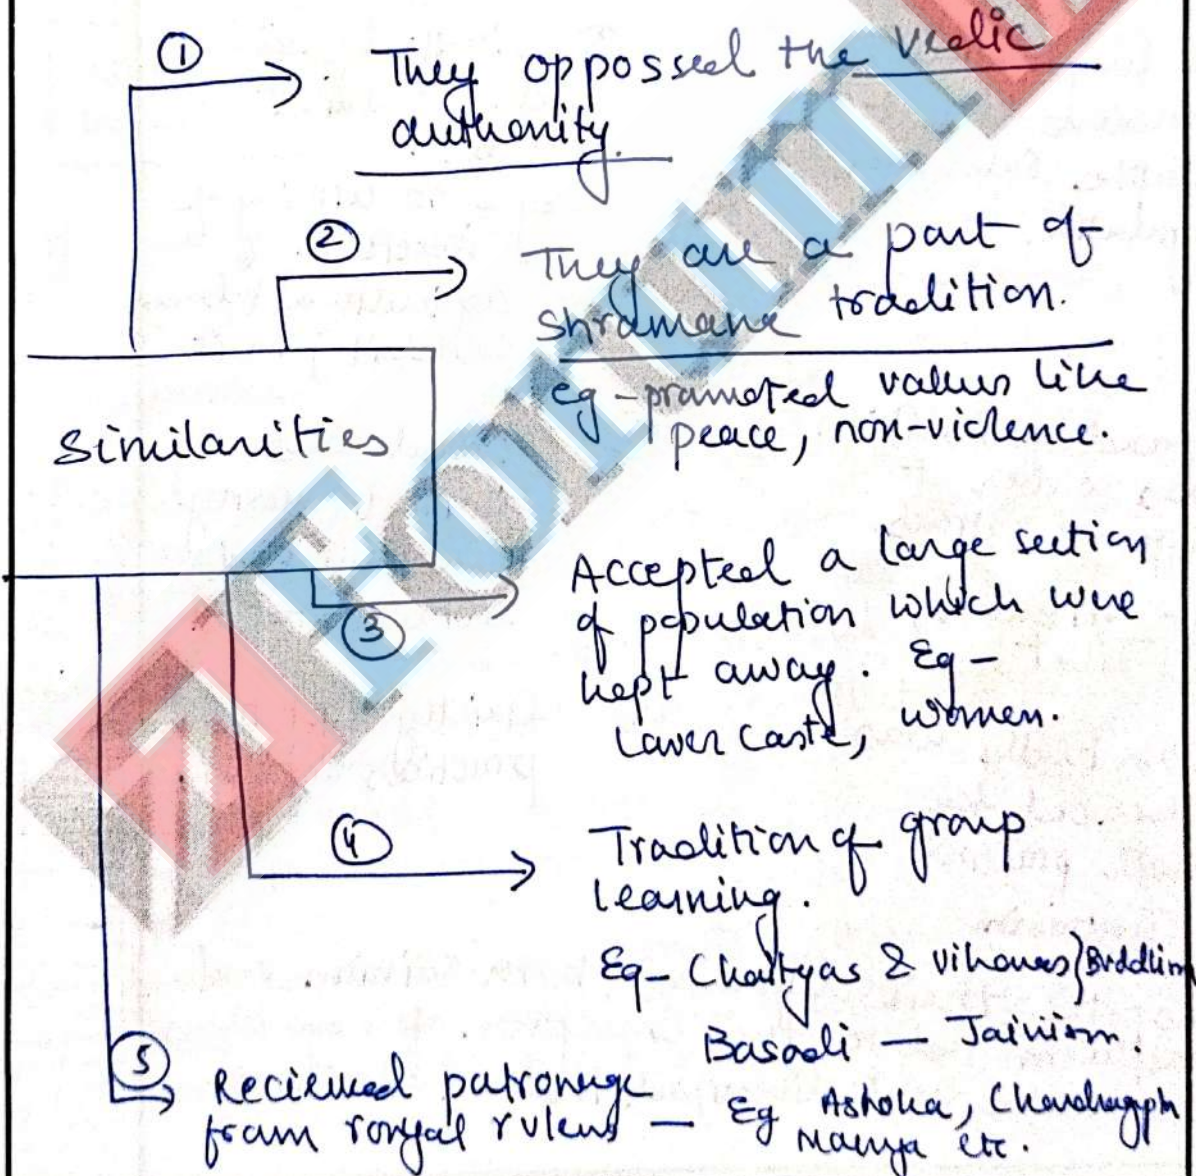 ① They oppossed the Vedic
authority.
② They are a part of
shramana tradition.
eg - promoted values like
peace, non-violence.
Similarities
③ Accepted a large section
of population which were
kept away. Eg -
Lower caste, women.
④ Tradition of group
learning.
Eg - Chaityas & viharas) Buddhism
Basadi — Jainism.
⑤ Recieved patronage
from royal rulers — Eg Ashoka, Chandragupta
Maurya etc.
Forum